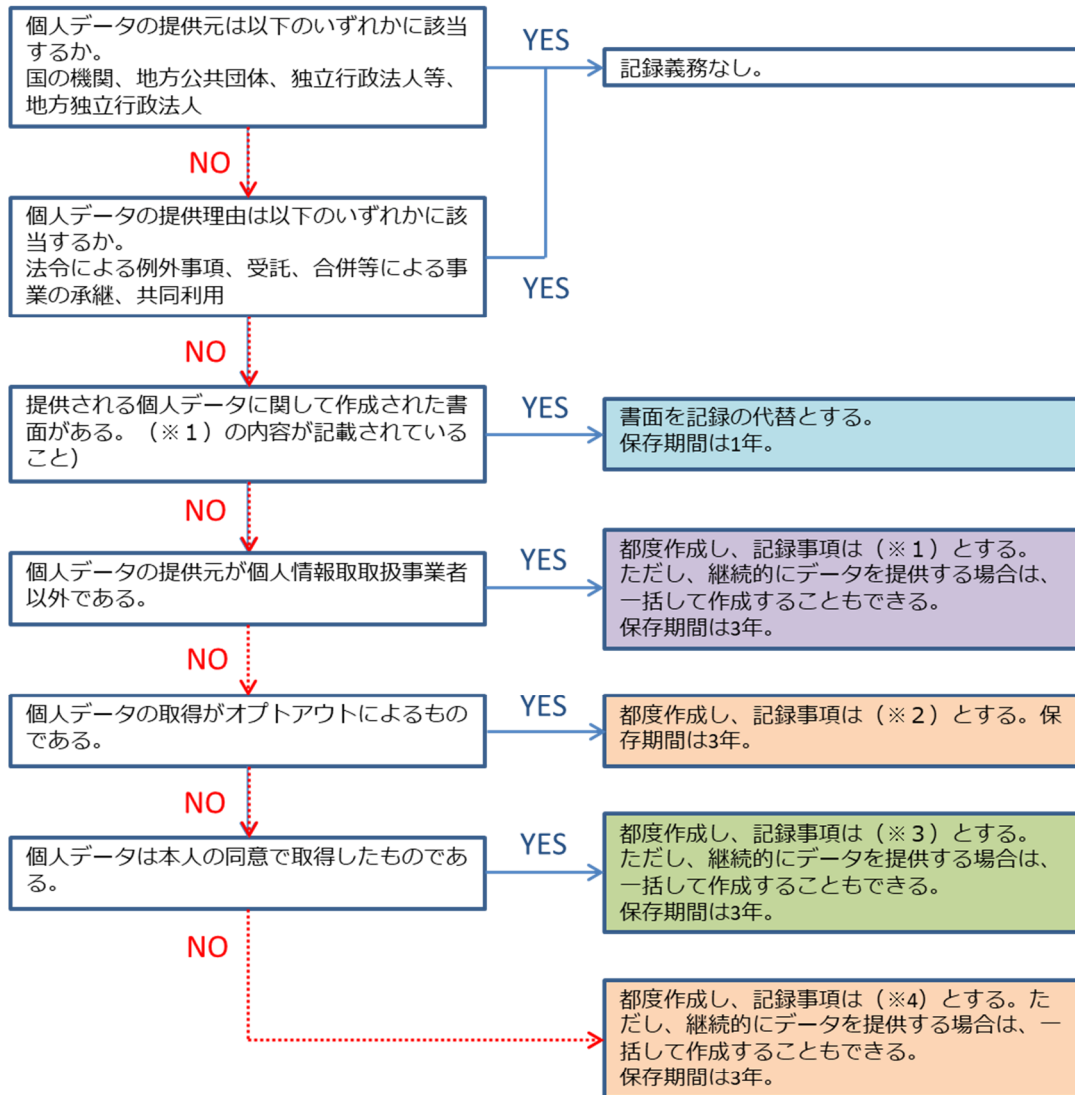 個人データの提供元は以下のいずれかに該当
するか。
国の機関、地方公共団体、独立行政法人等、
地方独立行政法人
YES
記録義務なし。
NO
個人データの提供理由は以下のいずれかに該
当するか。
法令による例外事項、受託、合併等による事
業の承継、共同利用
YES
NO
提供される個人データに関して作成された書
面がある。（※１）の内容が記載されている
こと）
YES
書面を記録の代替とする。
保存期間は1年。
NO
個人データの提供元が個人情報取取扱事業者
以外である。
YES
都度作成し、記録事項は（※１）とする。
ただし、継続的にデータを提供する場合は、
一括して作成することもできる。
保存期間は3年。
NO
個人データの取得がオプトアウトによるもの
である。
YES
都度作成し、記録事項は（※２）とする。保
存期間は3年。
NO
個人データは本人の同意で取得したものであ
る。
YES
都度作成し、記録事項は（※３）とする。
ただし、継続的にデータを提供する場合は、
一括して作成することもできる。
保存期間は3年。
NO
都度作成し、記録事項は（※4）とする。た
だし、継続的にデータを提供する場合は、一
括して作成することもできる。
保存期間は3年。